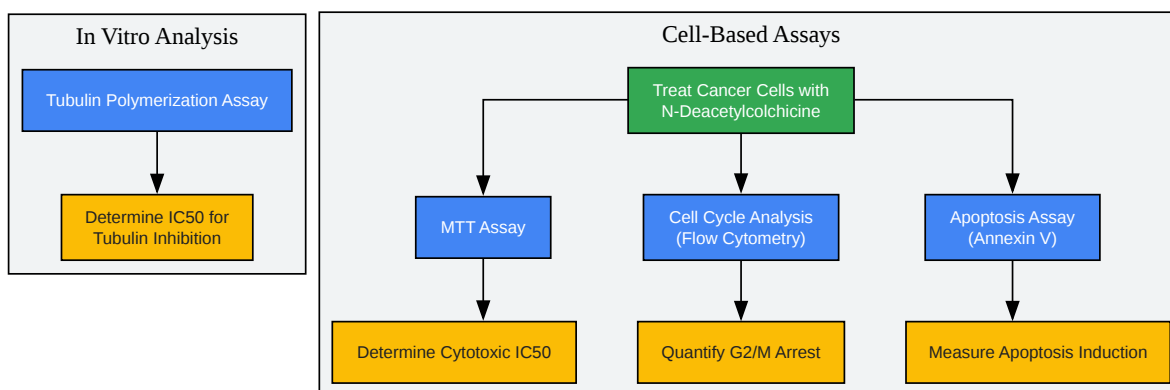 In Vitro Analysis
Tubulin Polymerization Assay
Determine IC50 for
Tubulin Inhibition
Cell-Based Assays
Treat Cancer Cells with
N-Deacetylcolchicine
MTT Assay
Cell Cycle Analysis
(Flow Cytometry)
Apoptosis Assay
(Annexin V)
Determine Cytotoxic IC50
Quantify G2/M Arrest
Measure Apoptosis Induction